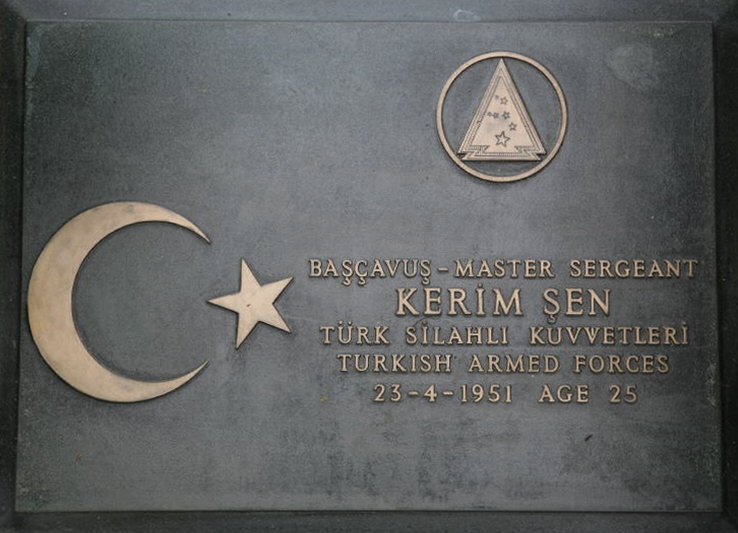 BAŞÇAVUŞ-MASTER SERGEANT
KERİM ŞEN
TÜRK SİLAHLI KUVVETLERİ
TURKISH ARMED FORCES
23-4-1951 AGE 25